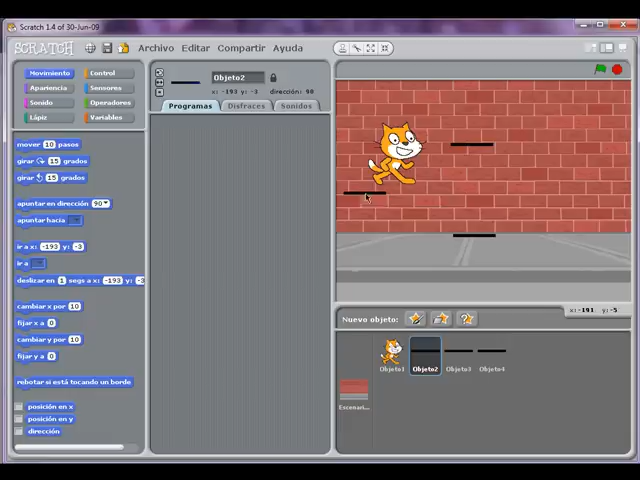 Scratch 1.4 of 30-Jun-09
SCRATCH Archivo Editar Compartir Ayuda
Movimiento Control
Apariencia Sensores
Sonido Operadores
Lápiz Variables
Objeto2
x: -193 y: -3 dirección: 90
Programas Disfraces Sonidos
mover 10 pasos
girar 15 grados
girar 15 grados
apuntar en dirección 90
apuntar hacia
ir a x: -193 y: -3
ir a
deslizar en 1 segs a x: -193 y: -3
cambiar x por 10
fijar x a 0
cambiar y por 10
fijar y a 0
rebotar si está tocando un borde
posición en x
posición en y
dirección
x: -191 y: -5
Nuevo objeto:
Objeto1 Objeto2 Objeto3 Objeto4
Escenari...